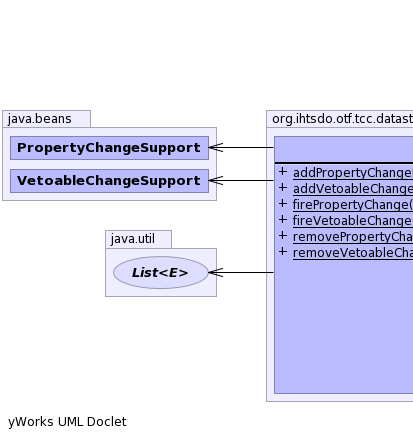 java.beans
PropertyChangeSupport
VetoableChangeSupport
java.util
List<E>
org.ihtsdo.otf.tcc.datast
+ addPropertyChange
+ addVetoableChange
+ firePropertyChange(
+ fireVetoableChange
+ removePropertyCha
+ removeVetoableCha
yWorks UML Doclet